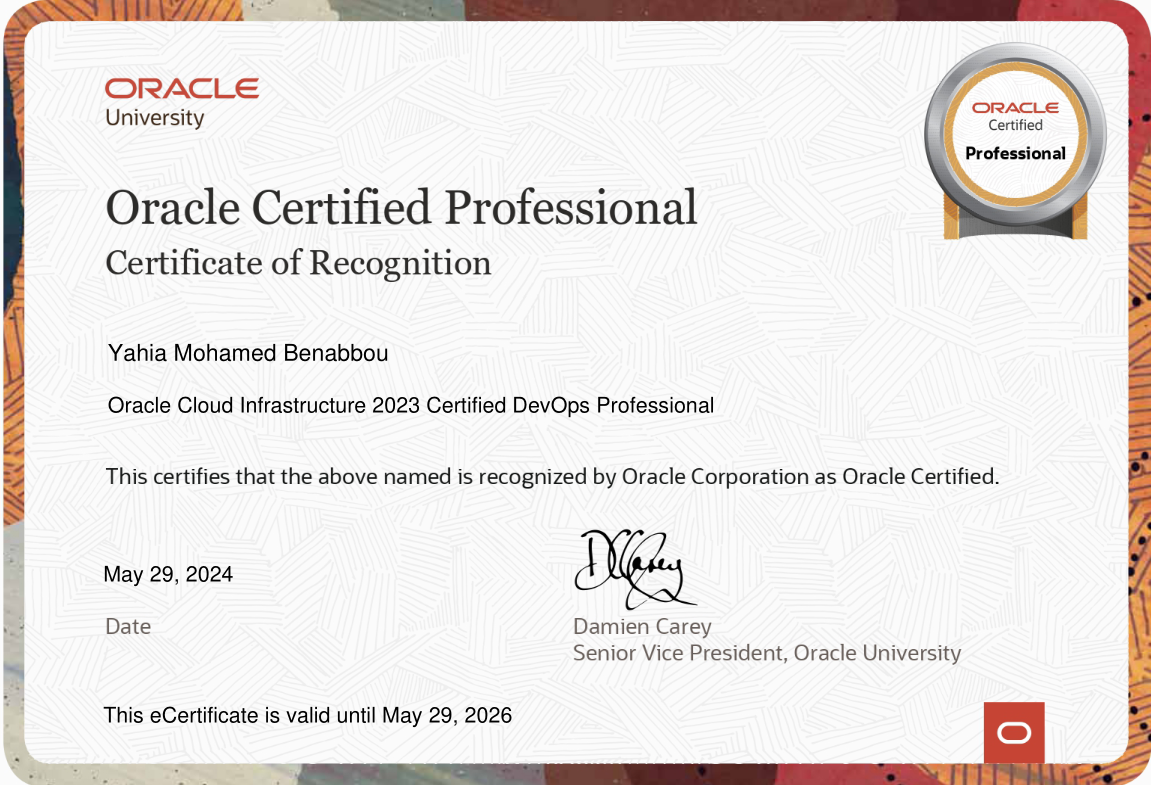 ORACLE
University
ORACLE
Certified
Professional
Oracle Certified Professional
Certificate of Recognition
Yahia Mohamed Benabbou
Oracle Cloud Infrastructure 2023 Certified DevOps Professional
This certifies that the above named is recognized by Oracle Corporation as Oracle Certified.
May 29, 2024
Date
DCCarey
Damien Carey
Senior Vice President, Oracle University
This eCertificate is valid until May 29, 2026